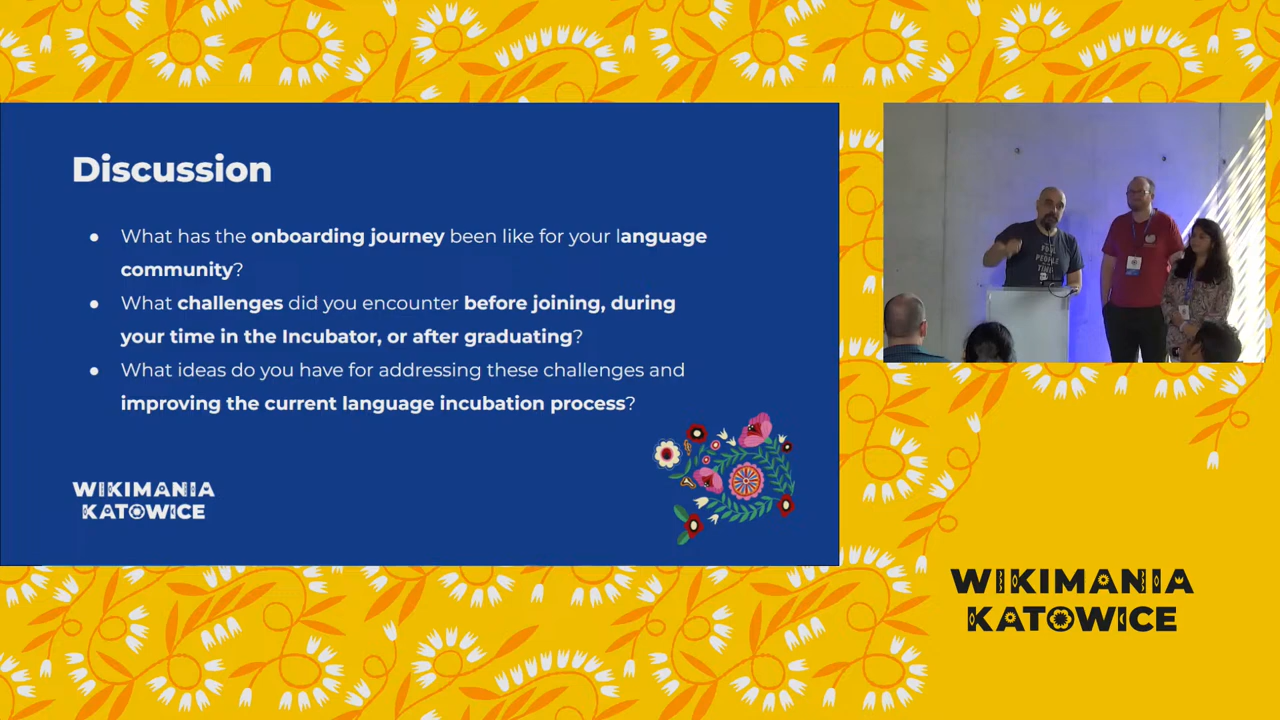 Discussion
● What has the onboarding journey been like for your language
community?
● What challenges did you encounter before joining, during
your time in the Incubator, or after graduating?
● What ideas do you have for addressing these challenges and
improving the current language incubation process?
WIKIMANIA
KATOWICE
PEOPLE
WIKIMANIA
KATOWICE